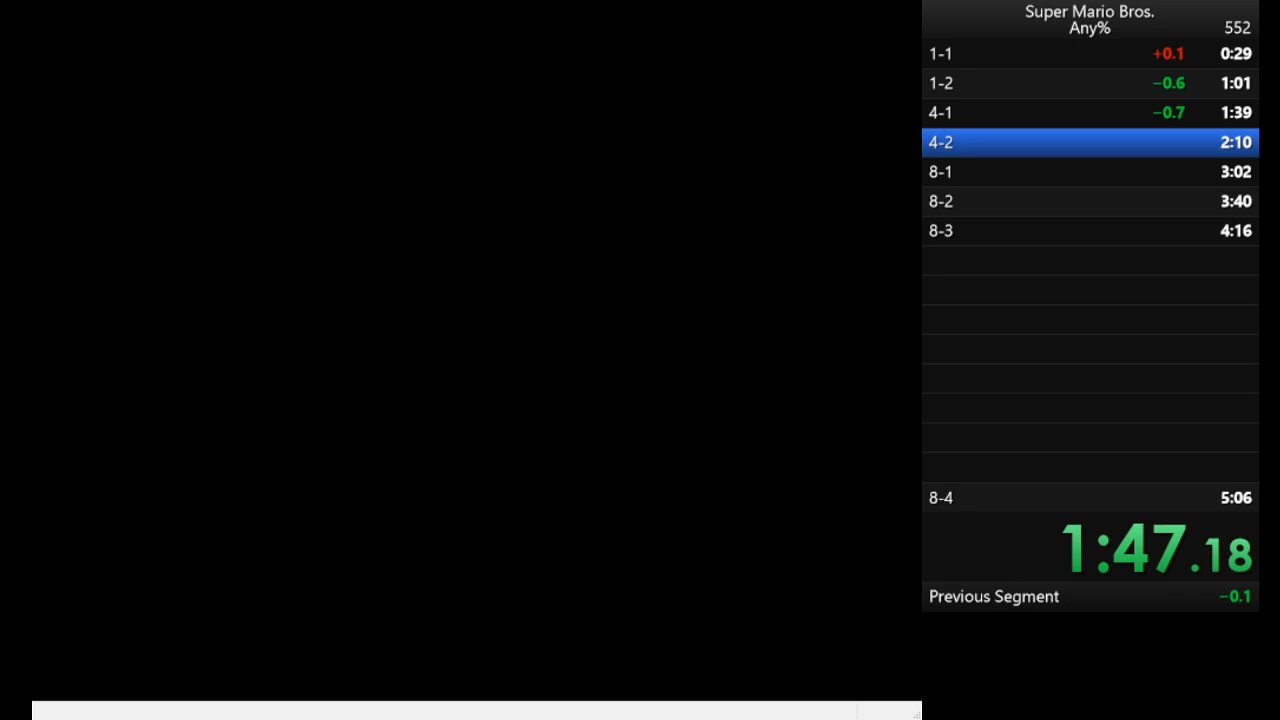 Super Mario Bros.
Any% 552
1-1 +0.1 0:29
1-2 −0.6 1:01
4-1 −0.7 1:39
4-2 2:10
8-1 3:02
8-2 3:40
8-3 4:16
8-4 5:06
1:47.18
Previous Segment −0.1